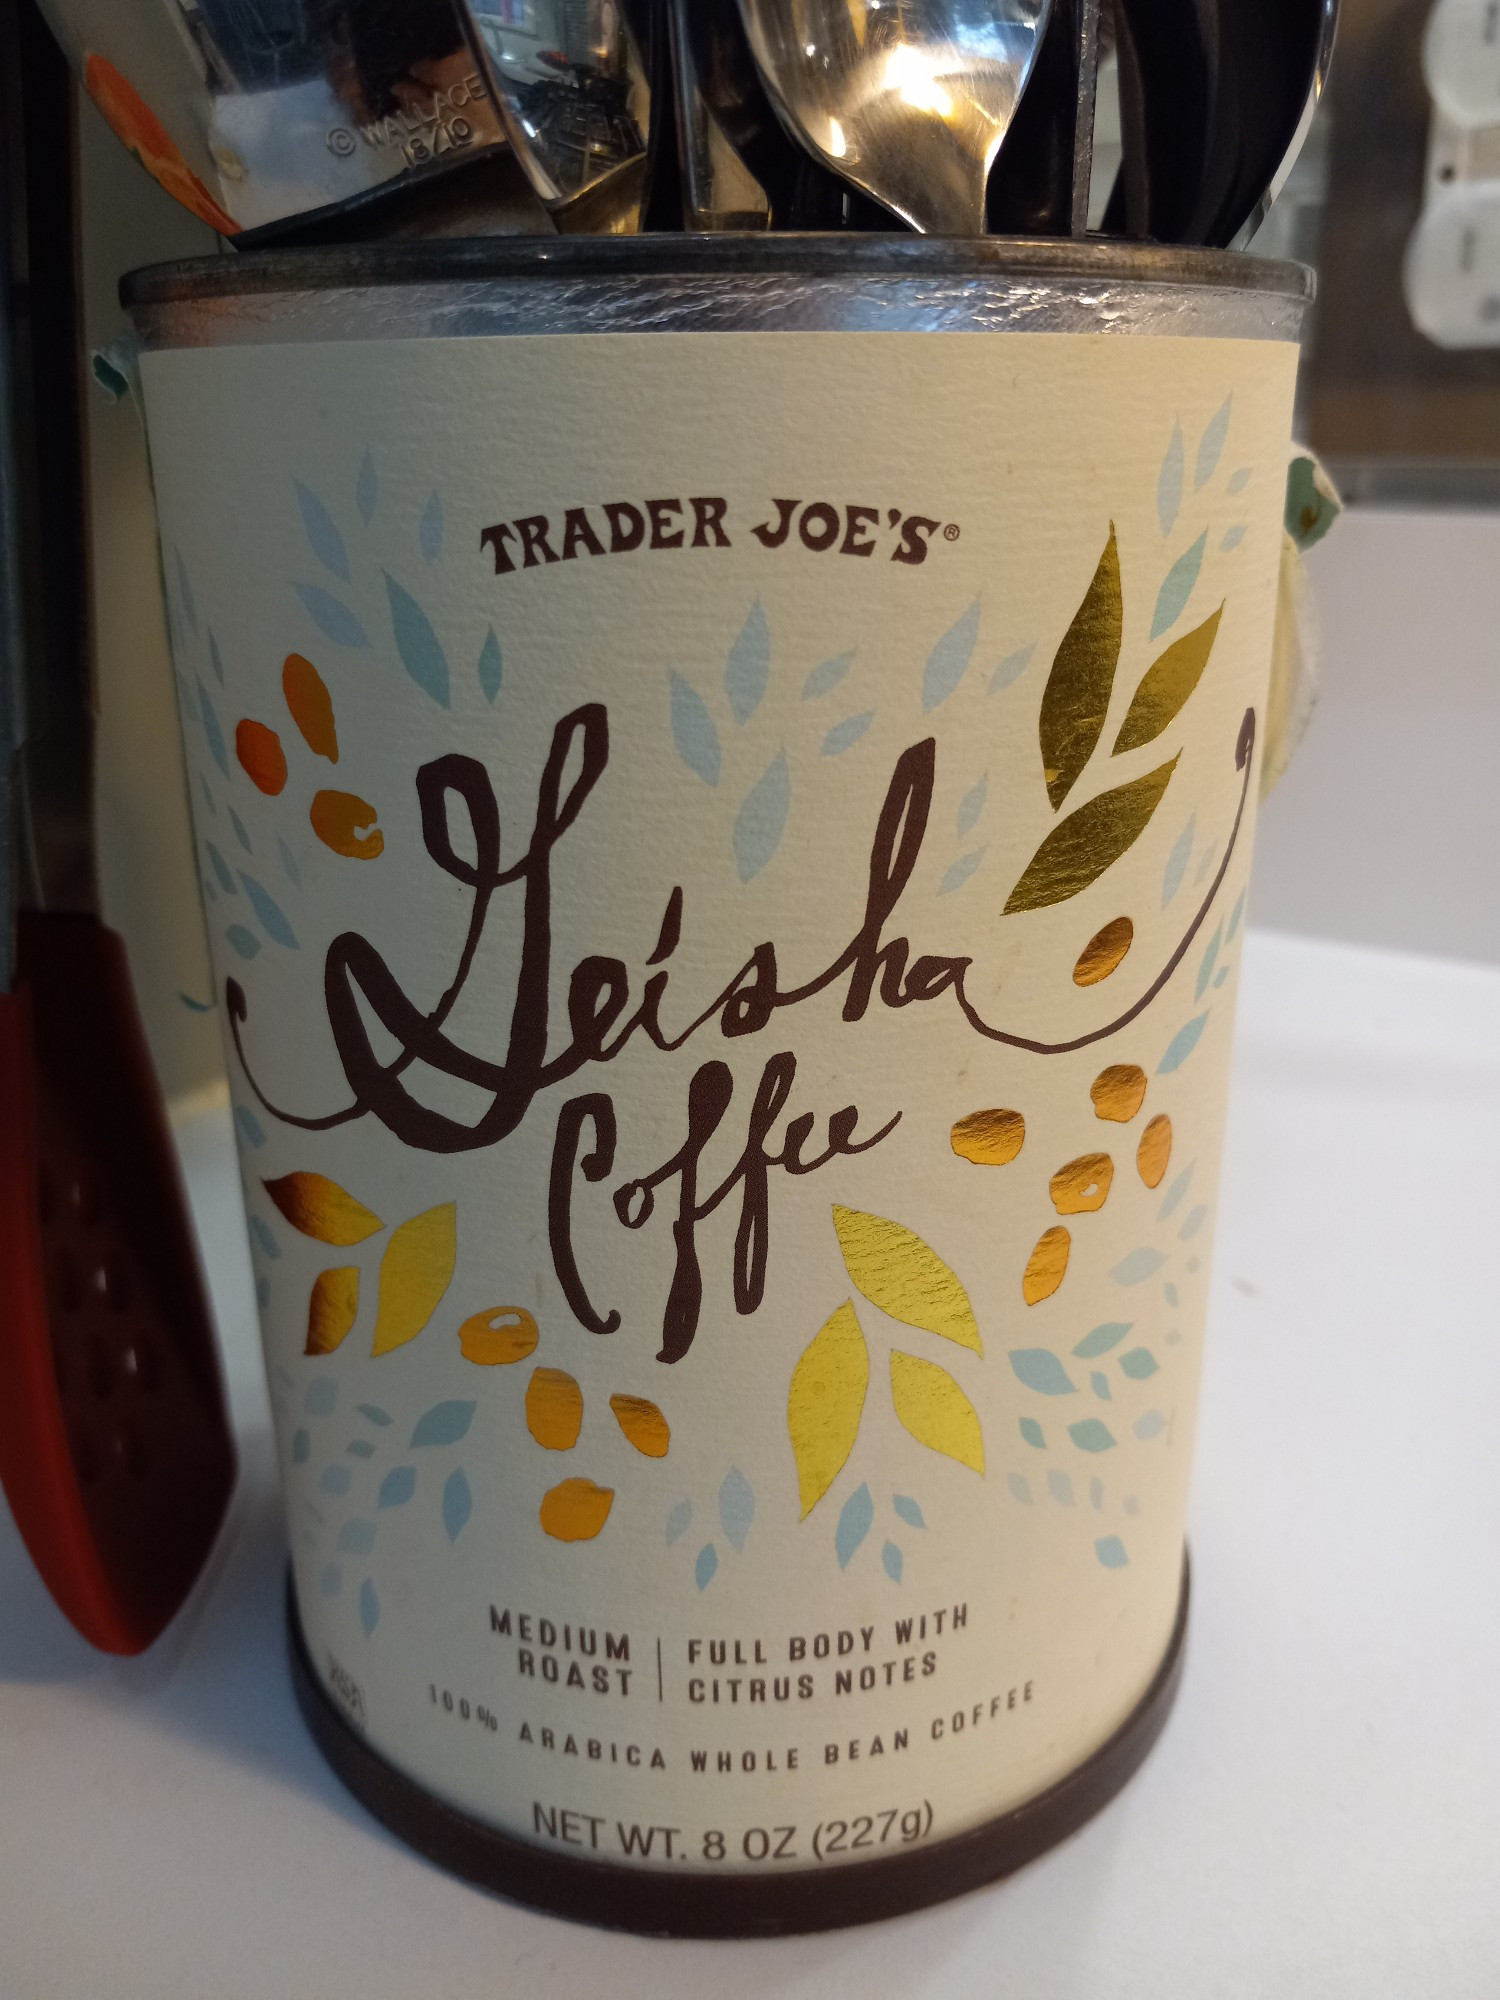 © WALLACE
18/10
TRADER JOE'S®
Geisha
Coffee
MEDIUM
ROAST
FULL BODY WITH
CITRUS NOTES
100% ARABICA WHOLE BEAN COFFEE
NET WT. 8 OZ (227g)